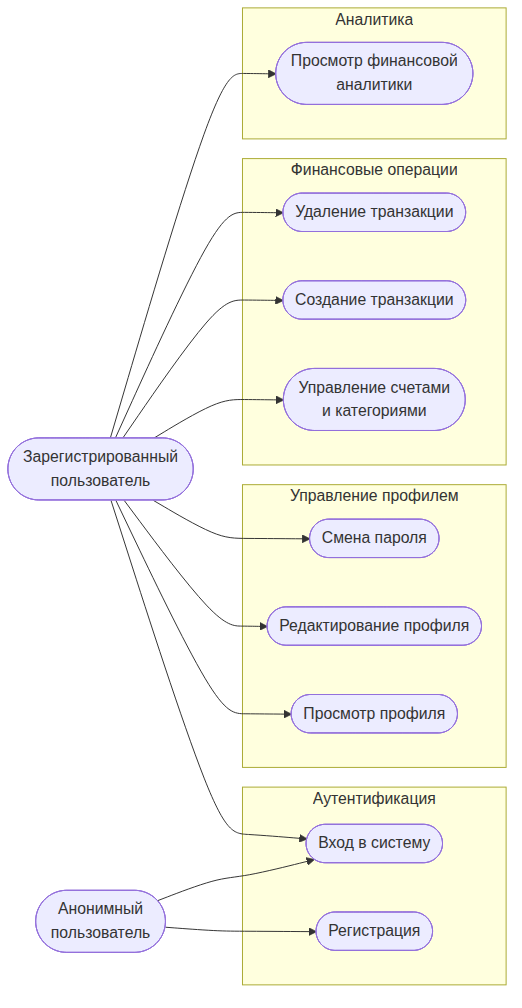 Аналитика
Просмотр финансовой
аналитики
Финансовые операции
Удаление транзакции
Создание транзакции
Управление счетами
и категориями
Зарегистрированный
пользователь
Управление профилем
Смена пароля
Редактирование профиля
Просмотр профиля
Аутентификация
Вход в систему
Анонимный
пользователь
Регистрация